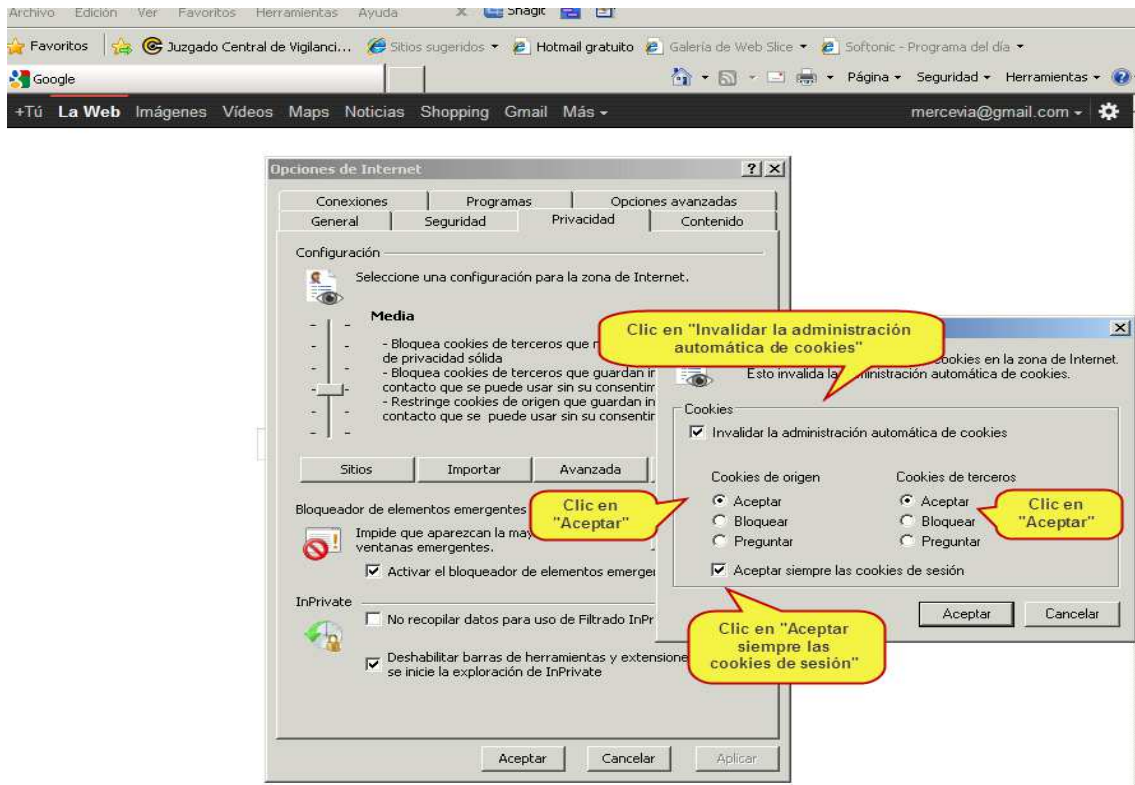 Archivo Edición Ver Favoritos Herramientas Ayuda X Snagit
Favoritos Juzgado Central de Vigilanci... Sitios sugeridos Hotmail gratuito Galería de Web Slice Softonic - Programa del día
Google Página Seguridad Herramientas
+Tú La Web Imágenes Vídeos Maps Noticias Shopping Gmail Más mercevia@gmail.com
Opciones de Internet
Conexiones Programas Opciones avanzadas
General Seguridad Privacidad Contenido
Configuración
Seleccione una configuración para la zona de Internet.
Media
- Bloquea cookies de terceros que
de privacidad sólida
- Bloquea cookies de terceros que guardan
contacto que se puede usar sin su
- Restringe cookies de origen que guardan
contacto que se puede usar sin su
Sitios Importar Avanzada
Bloqueador de elementos emergentes
Impide que aparezcan la
ventanas emergentes.
Activar el bloqueador de elementos
InPrivate
No recopilar datos para uso de Filtrado
Deshabilitar barras de herramientas y
se inicie la exploración de InPrivate
Aceptar Cancelar Aplicar
Clic en "Invalidar la administración
automática de cookies"
cookies en la zona de Internet.
Esto invalida la administración automática de cookies.
Cookies
Invalidar la administración automática de cookies
Cookies de origen Cookies de terceros
Aceptar Aceptar
Bloquear Bloquear
Preguntar Preguntar
Clic en
"Aceptar"
Clic en
"Aceptar"
Aceptar siempre las cookies de sesión
Aceptar Cancelar
Clic en "Aceptar
siempre las
cookies de sesión"